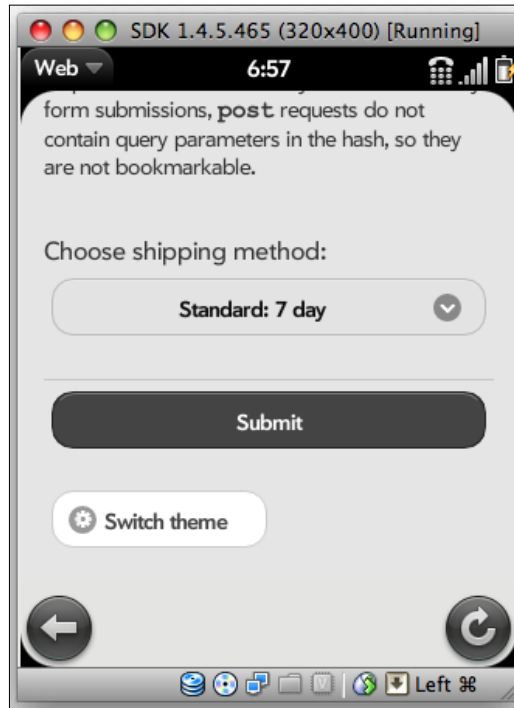 SDK 1.4.5.465 (320x400) [Running]
Web 6:57
form submissions, post requests do not
contain query parameters in the hash, so they
are not bookmarkable.
Choose shipping method:
Standard: 7 day
Submit
Switch theme
Left ⌘